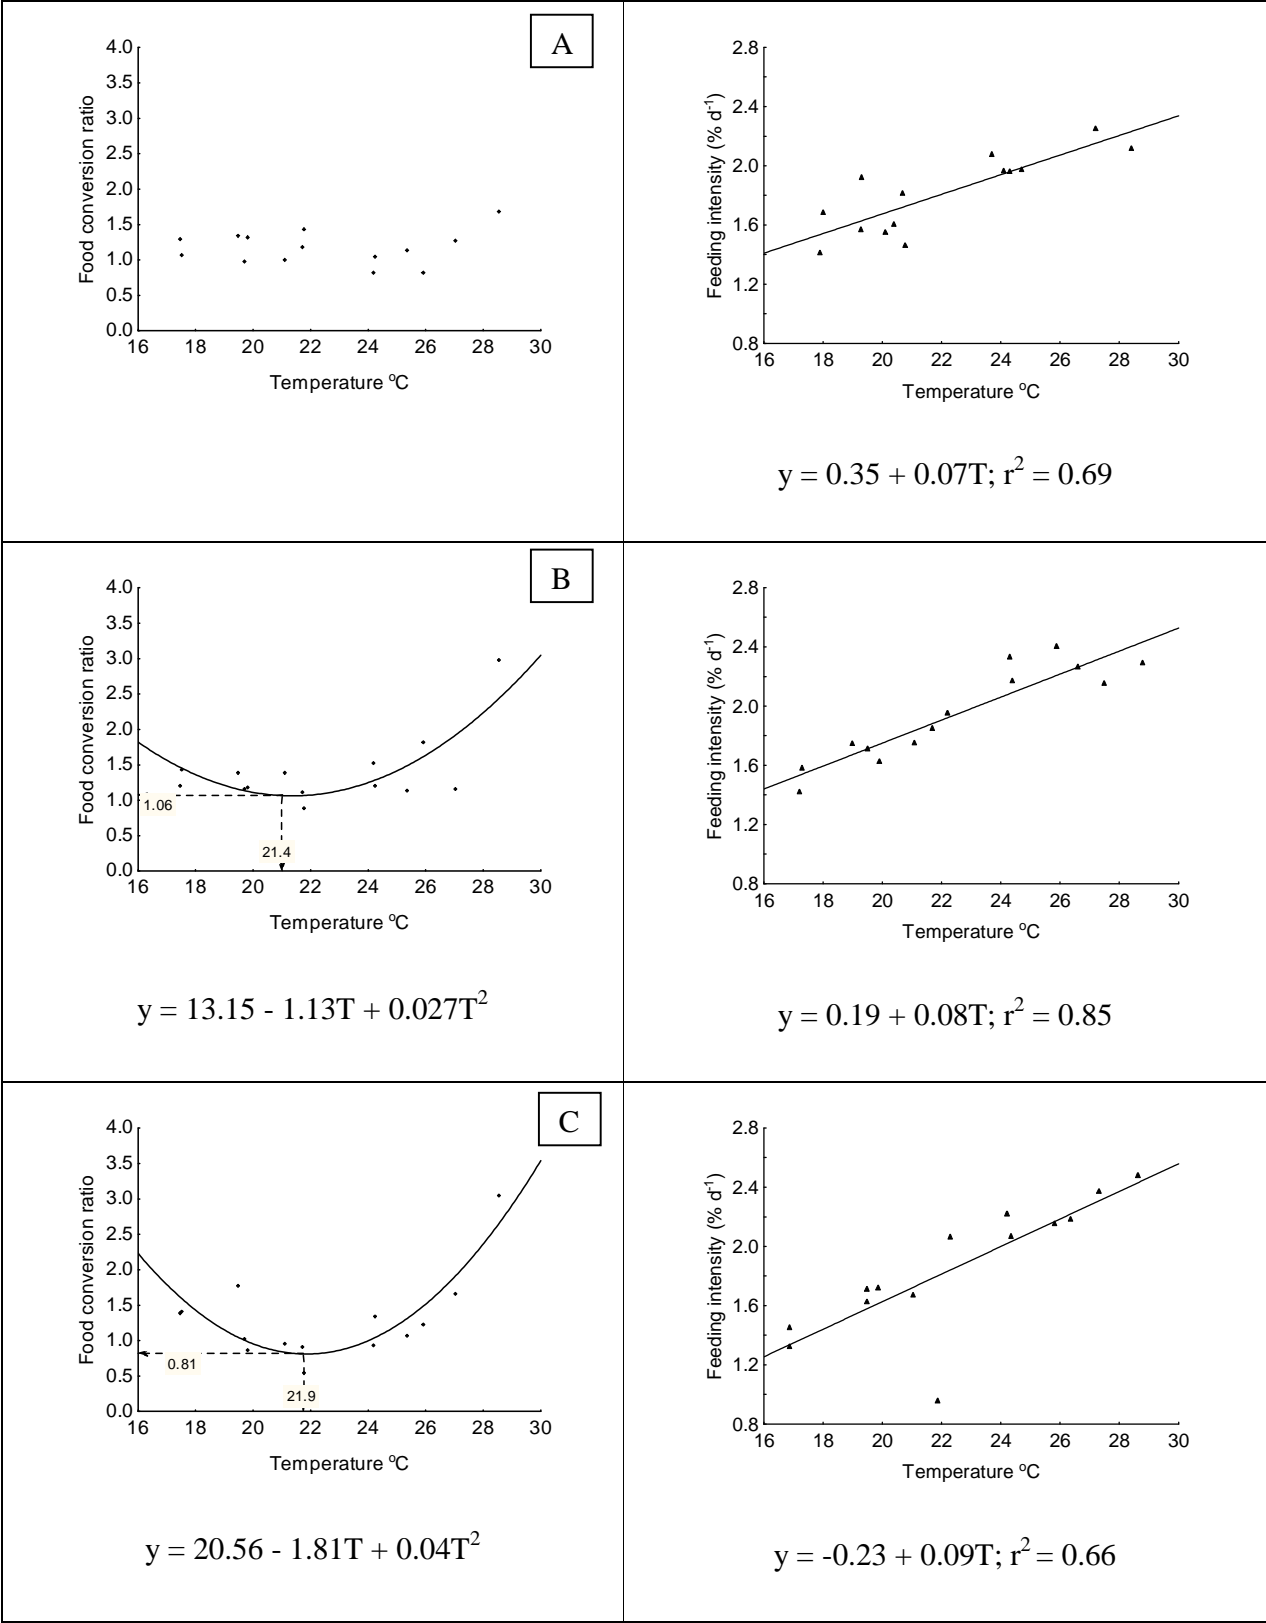 A
4.0
3.5
3.0
2.5
2.0
1.5
1.0
0.5
0.0
Food conversion ratio
16 18 20 22 24 26 28 30
Temperature ºC
2.8
2.4
2.0
1.6
1.2
0.8
Feeding intensity (% d⁻¹)
16 18 20 22 24 26 28 30
Temperature ºC
y = 0.35 + 0.07T; r² = 0.69
B
4.0
3.5
3.0
2.5
2.0
1.5
1.0
0.5
0.0
Food conversion ratio
1.06
21.4
16 18 20 22 24 26 28 30
Temperature ºC
y = 13.15 - 1.13T + 0.027T²
2.8
2.4
2.0
1.6
1.2
0.8
Feeding intensity (% d⁻¹)
16 18 20 22 24 26 28 30
Temperature ºC
y = 0.19 + 0.08T; r² = 0.85
C
4.0
3.5
3.0
2.5
2.0
1.5
1.0
0.5
0.0
Food conversion ratio
0.81
21.9
16 18 20 22 24 26 28 30
Temperature ºC
y = 20.56 - 1.81T + 0.04T²
2.8
2.4
2.0
1.6
1.2
0.8
Feeding intensity (% d⁻¹)
16 18 20 22 24 26 28 30
Temperature ºC
y = -0.23 + 0.09T; r² = 0.66